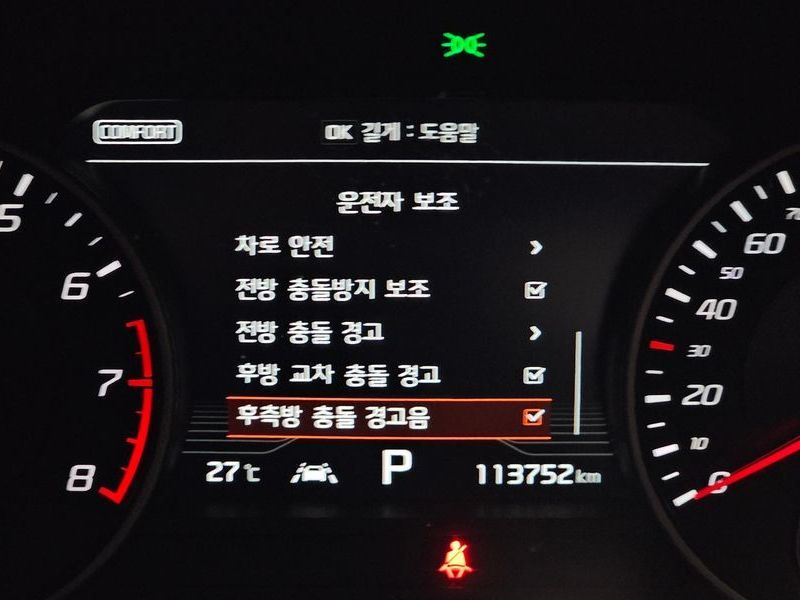 COMFORT
OK 길게 : 도움말
운전자 보조
차로 안전
전방 충돌방지 보조
전방 충돌 경고
후방 교차 충돌 경고
후측방 충돌 경고음
27℃ P 113752km
5
6
7
8
70
60
50
40
30
20
10
0